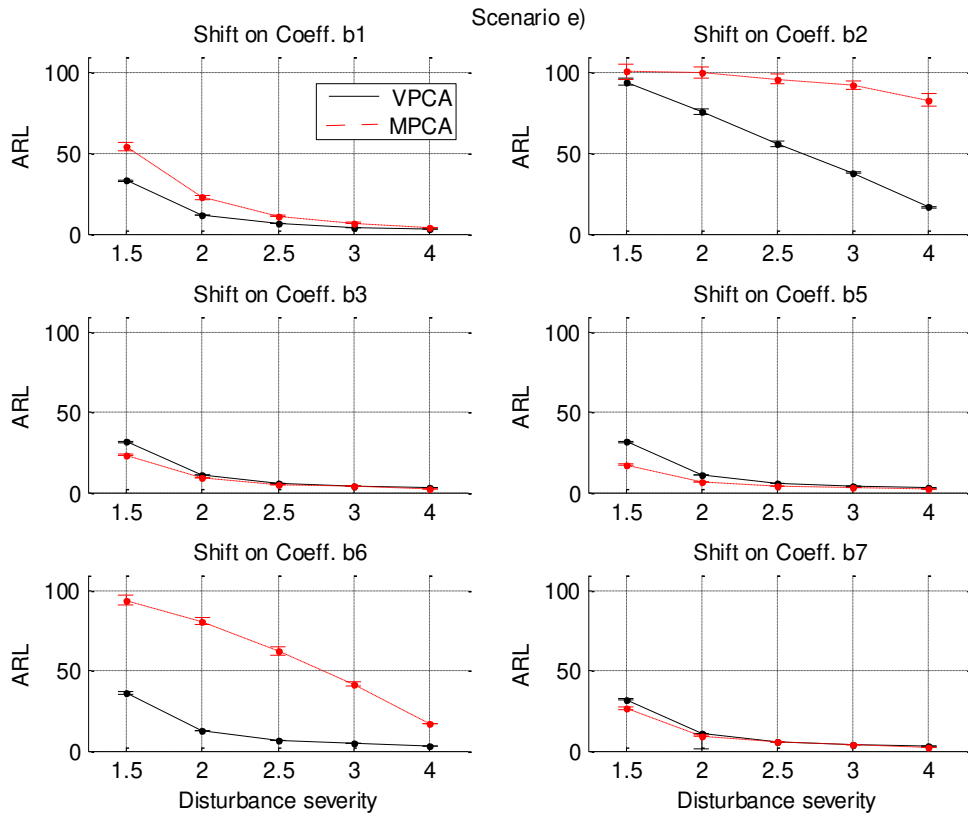 Scenario e)
Shift on Coeff. b1
Shift on Coeff. b2
100
50
0
ARL
VPCA
MPCA
1.5 2 2.5 3 4
100
50
0
ARL
1.5 2 2.5 3 4
Shift on Coeff. b3
Shift on Coeff. b5
100
50
0
ARL
1.5 2 2.5 3 4
100
50
0
ARL
1.5 2 2.5 3 4
Shift on Coeff. b6
Shift on Coeff. b7
100
50
0
ARL
1.5 2 2.5 3 4
Disturbance severity
100
50
0
ARL
1.5 2 2.5 3 4
Disturbance severity